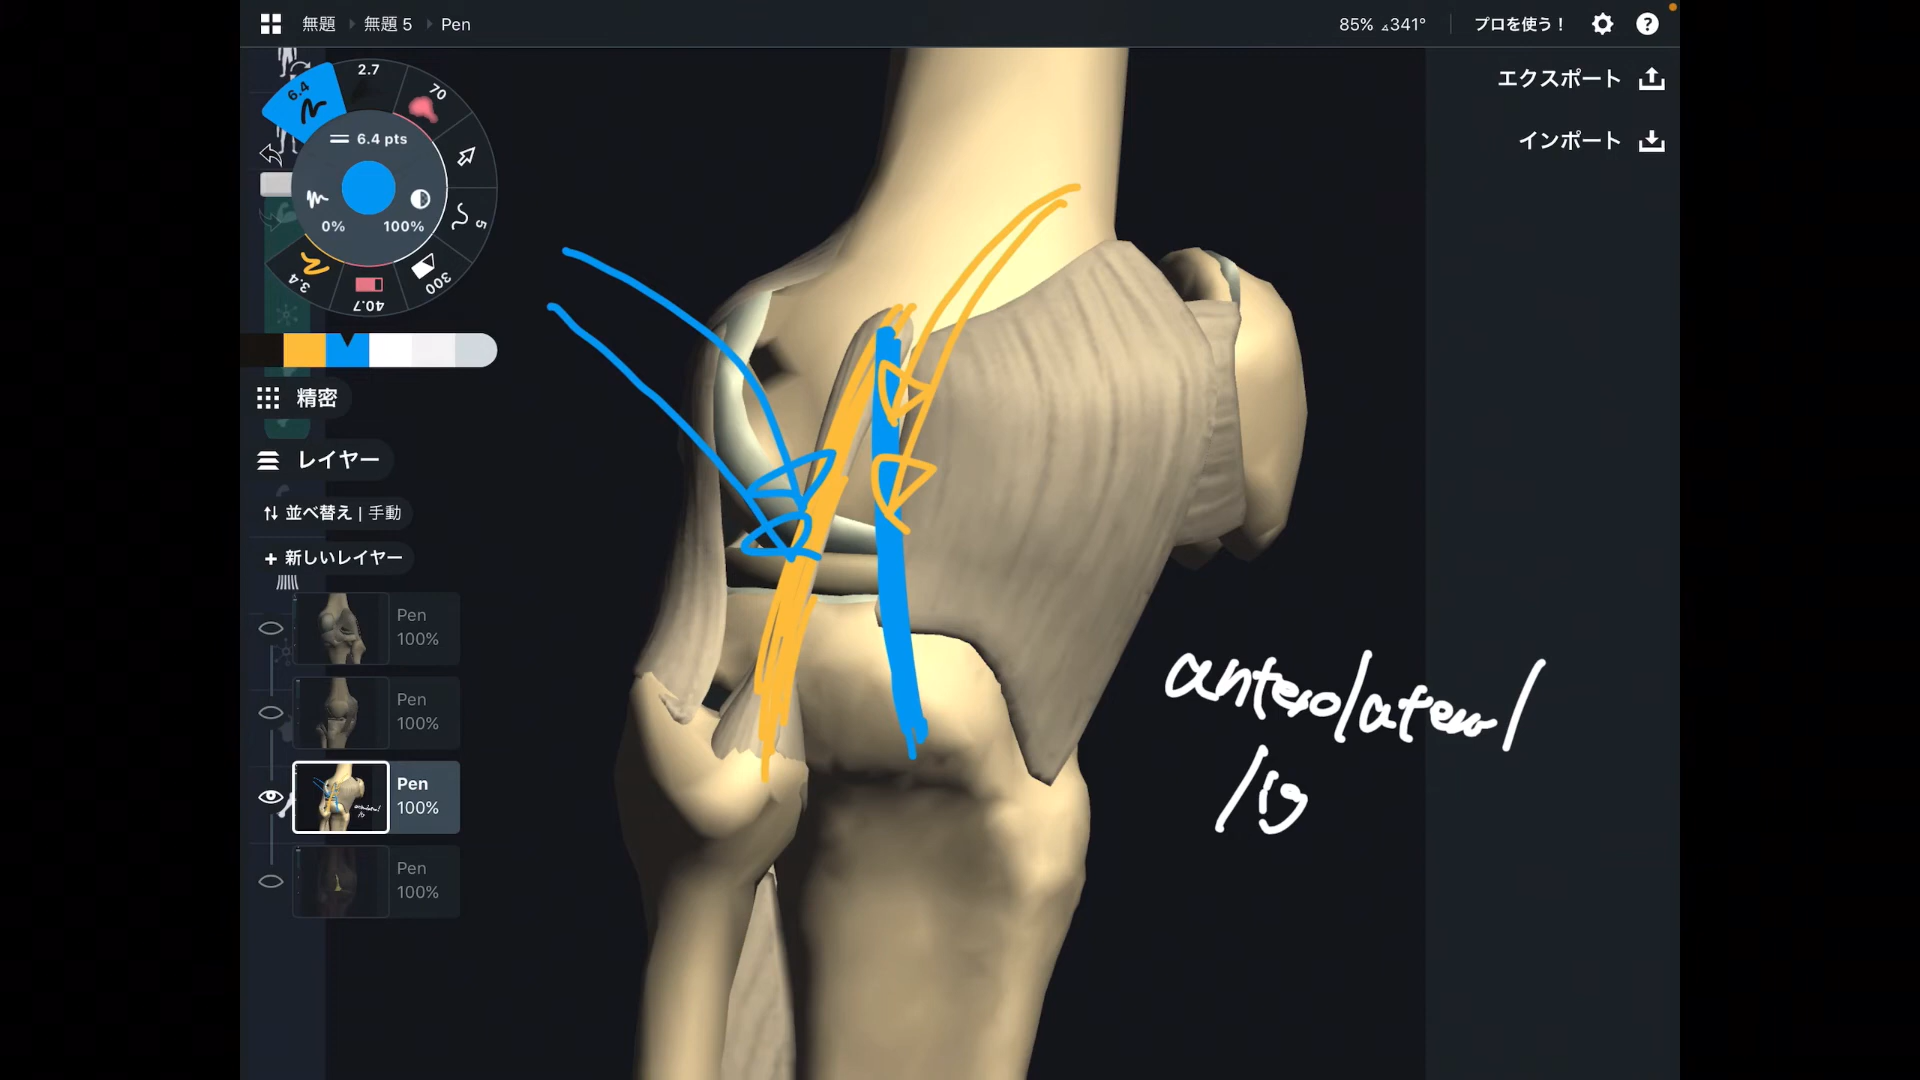 無題 無題 5 Pen
85% ⊿341° プロを使う！
エクスポート
インポート
2.7
70
6.4
6.4 pts
0% 100%
5
3.4
40.7
300
精密
レイヤー
並べ替え | 手動
+ 新しいレイヤー
Pen
100%
Pen
100%
Pen
100%
Pen
100%
anterolateral
lig